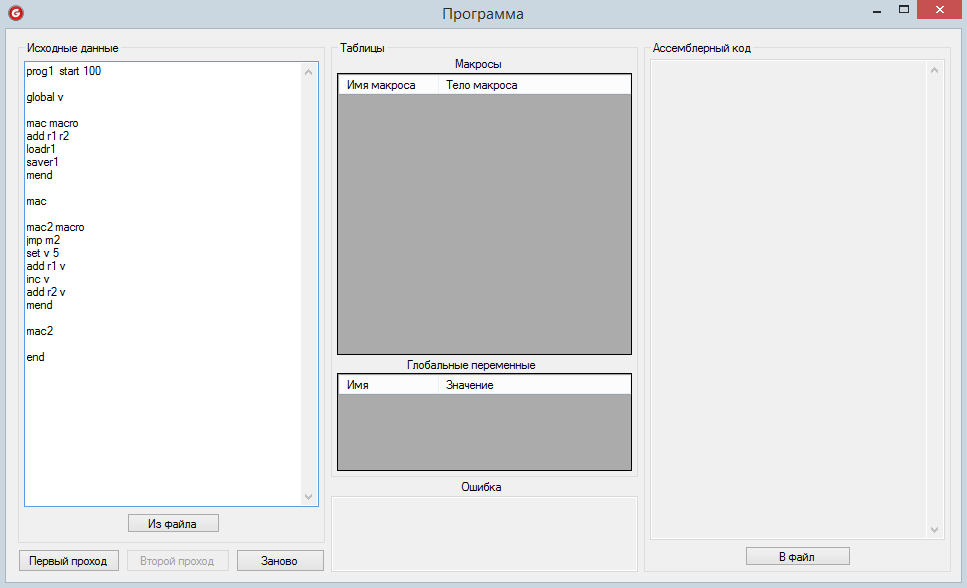 Программа
Исходные данные
prog1 start 100
global v
mac macro
add r1 r2
loadr1
saver1
mend
mac
mac2 macro
jmp m2
set v 5
add r1 v
inc v
add r2 v
mend
mac2
end
Из файла
Первый проход
Второй проход
Заново
Таблицы
Макросы
Имя макроса Тело макроса
Глобальные переменные
Имя Значение
Ошибка
Ассемблерный код
В файл